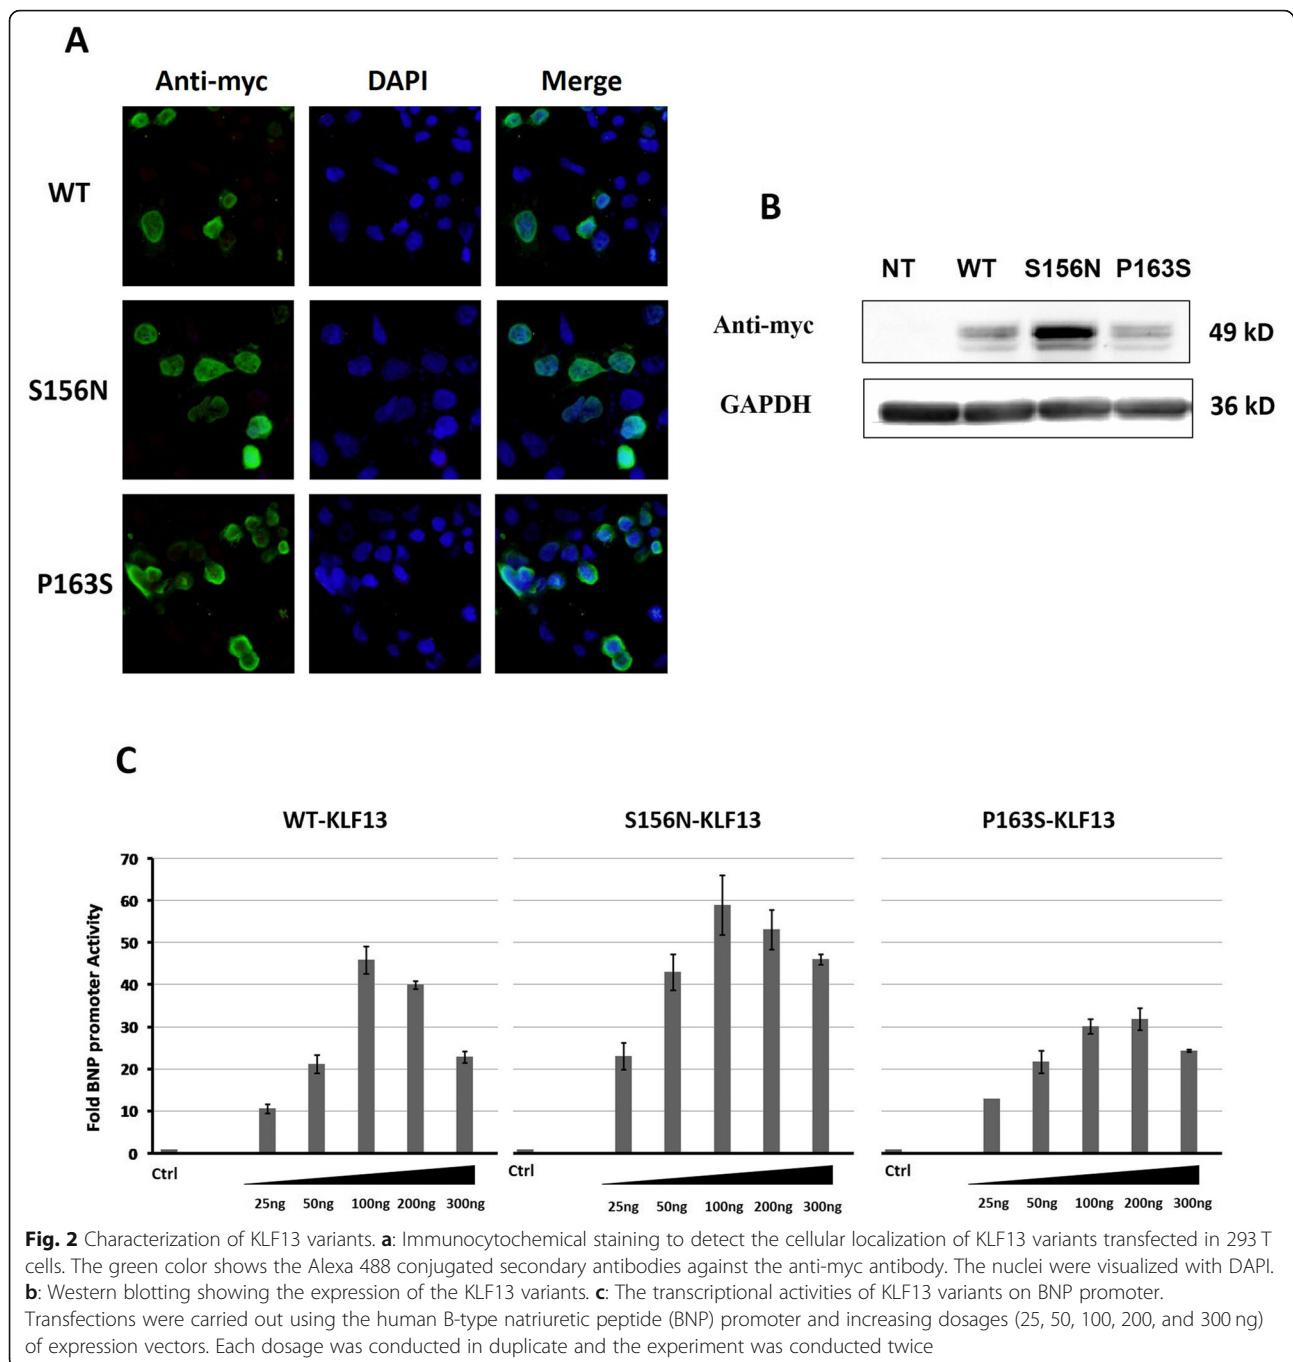 A
Anti-myc DAPI Merge
WT
S156N
P163S
B
NT WT S156N P163S
Anti-myc 49 kD
GAPDH 36 kD
C
WT-KLF13 S156N-KLF13 P163S-KLF13
Fold BNP promoter Activity
70
60
50
40
30
20
10
0
Ctrl Ctrl Ctrl
25ng 50ng 100ng 200ng 300ng 25ng 50ng 100ng 200ng 300ng 25ng 50ng 100ng 200ng 300ng
Fig. 2 Characterization of KLF13 variants. a: Immunocytochemical staining to detect the cellular localization of KLF13 variants transfected in 293 T
cells. The green color shows the Alexa 488 conjugated secondary antibodies against the anti-myc antibody. The nuclei were visualized with DAPI.
b: Western blotting showing the expression of the KLF13 variants. c: The transcriptional activities of KLF13 variants on BNP promoter.
Transfections were carried out using the human B-type natriuretic peptide (BNP) promoter and increasing dosages (25, 50, 100, 200, and 300 ng)
of expression vectors. Each dosage was conducted in duplicate and the experiment was conducted twice